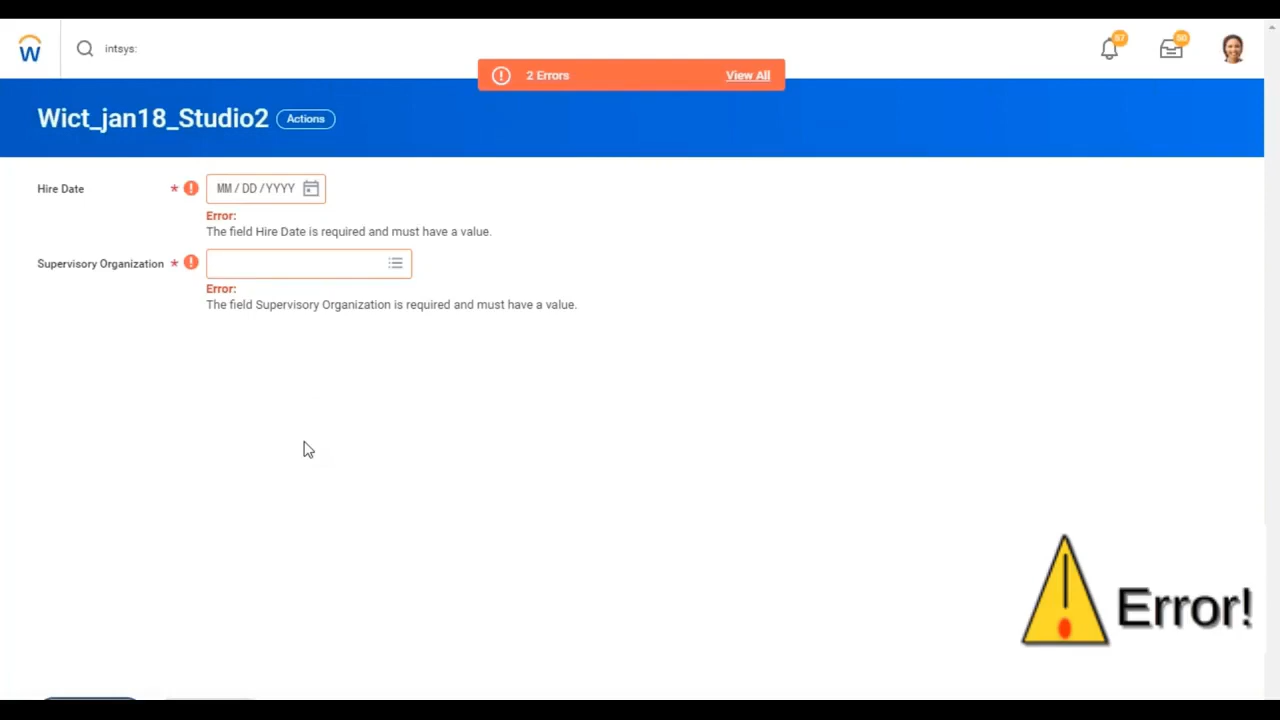 W
intsys:
57
2 Errors
View All
Wict_jan18_Studio2
Actions
Hire Date
*
MM / DD / YYYY
Error:
The field Hire Date is required and must have a value.
Supervisory Organization *
Error:
The field Supervisory Organization is required and must have a value.
Error!